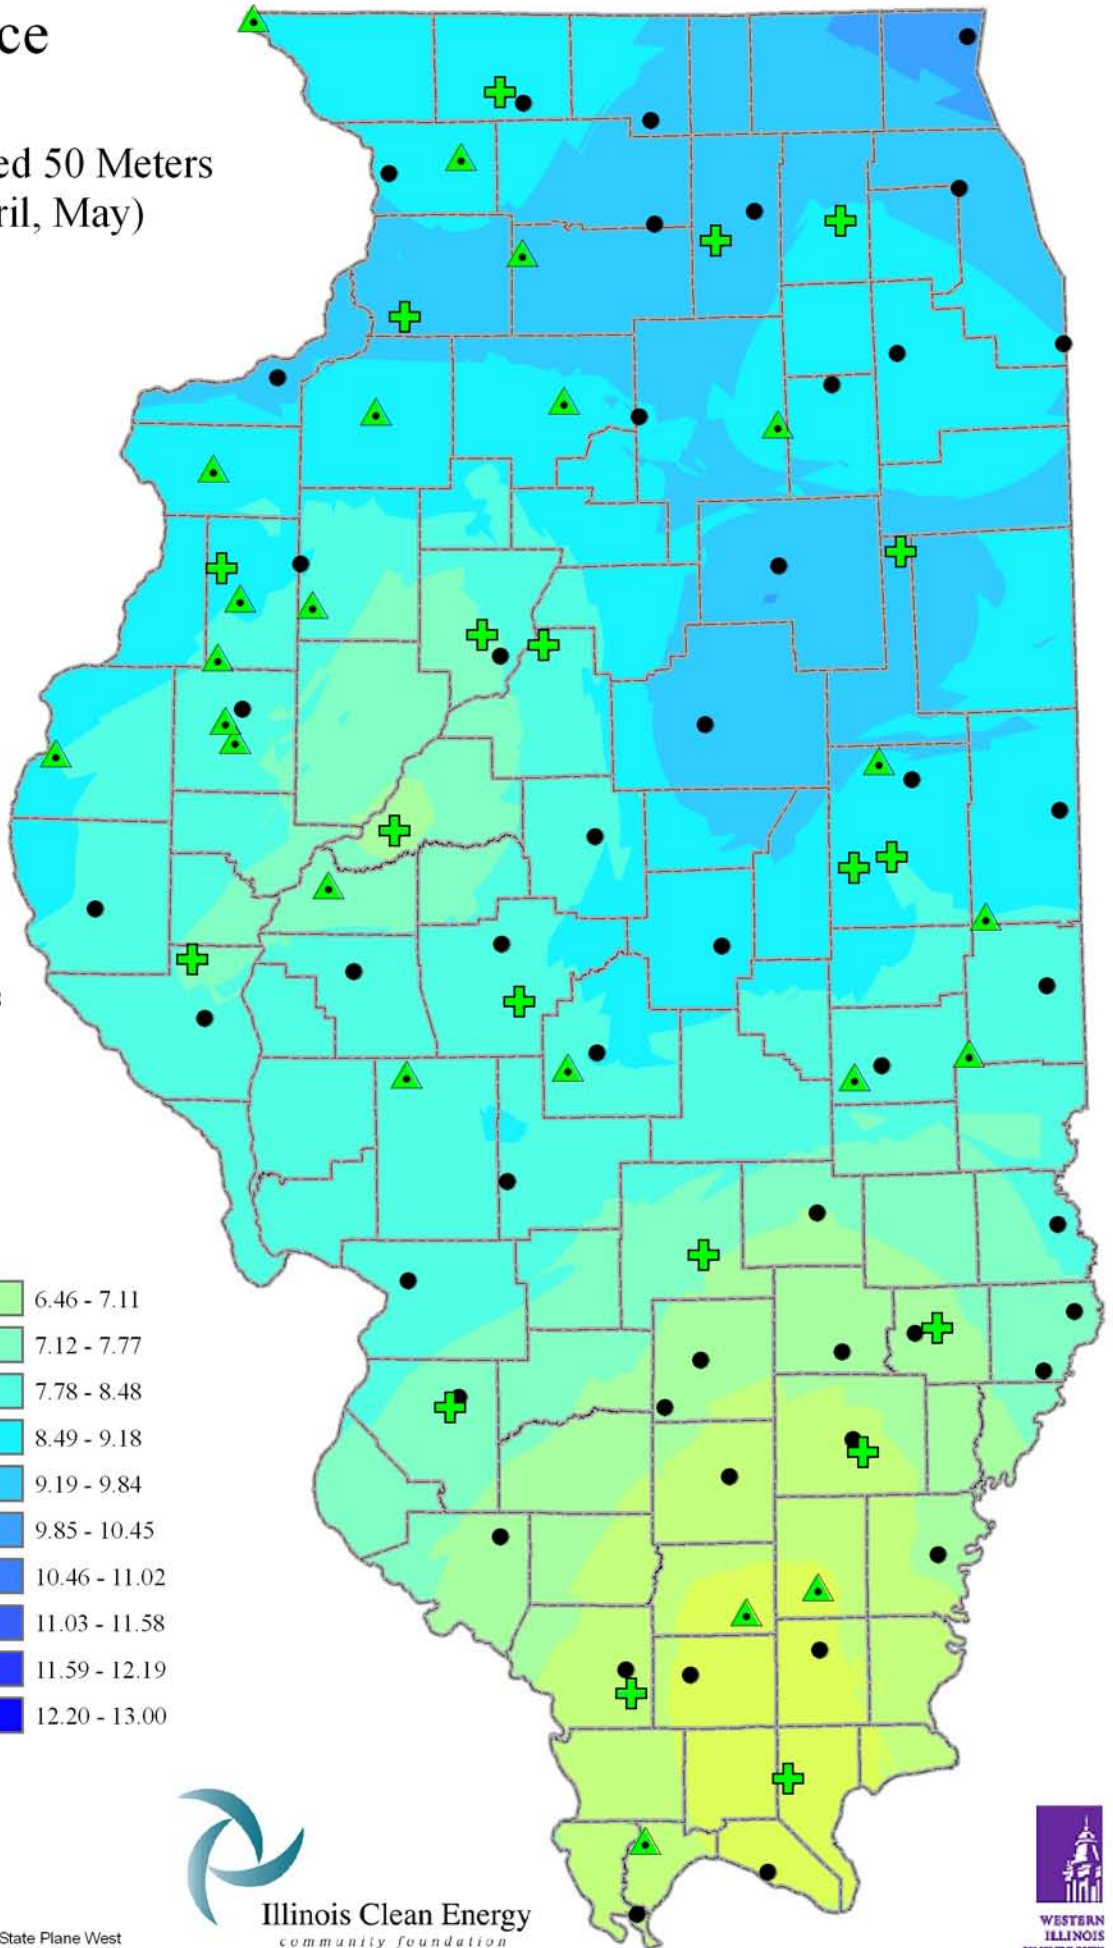 ce
ed 50 Meters
ril, May)
6.46 - 7.11
7.12 - 7.77
7.78 - 8.48
8.49 - 9.18
9.19 - 9.84
9.85 - 10.45
10.46 - 11.02
11.03 - 11.58
11.59 - 12.19
12.20 - 13.00
Illinois Clean Energy
community foundation
State Plane West
WESTERN
ILLINOIS